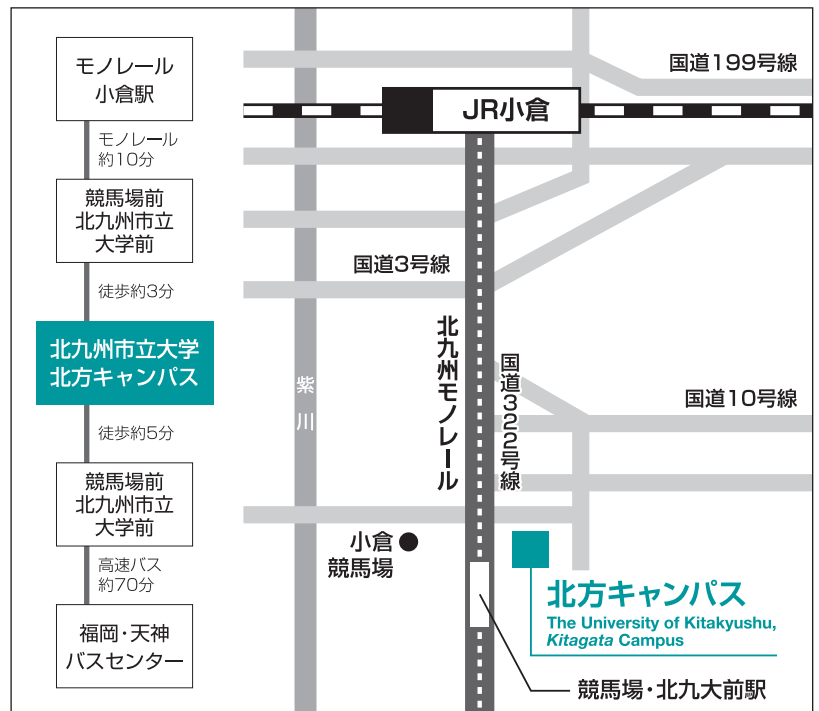 モノレール
小倉駅
モノレール
約10分
競馬場前
北九州市立
大学前
徒歩約3分
北九州市立大学
北方キャンパス
徒歩約5分
競馬場前
北九州市立
大学前
高速バス
約70分
福岡・天神
バスセンター
国道199号線
JR小倉
国道3号線
北九州モノレール
国道322号線
紫川
国道10号線
小倉
競馬場
北方キャンパス
The University of Kitakyushu,
Kitagata Campus
競馬場・北九大前駅